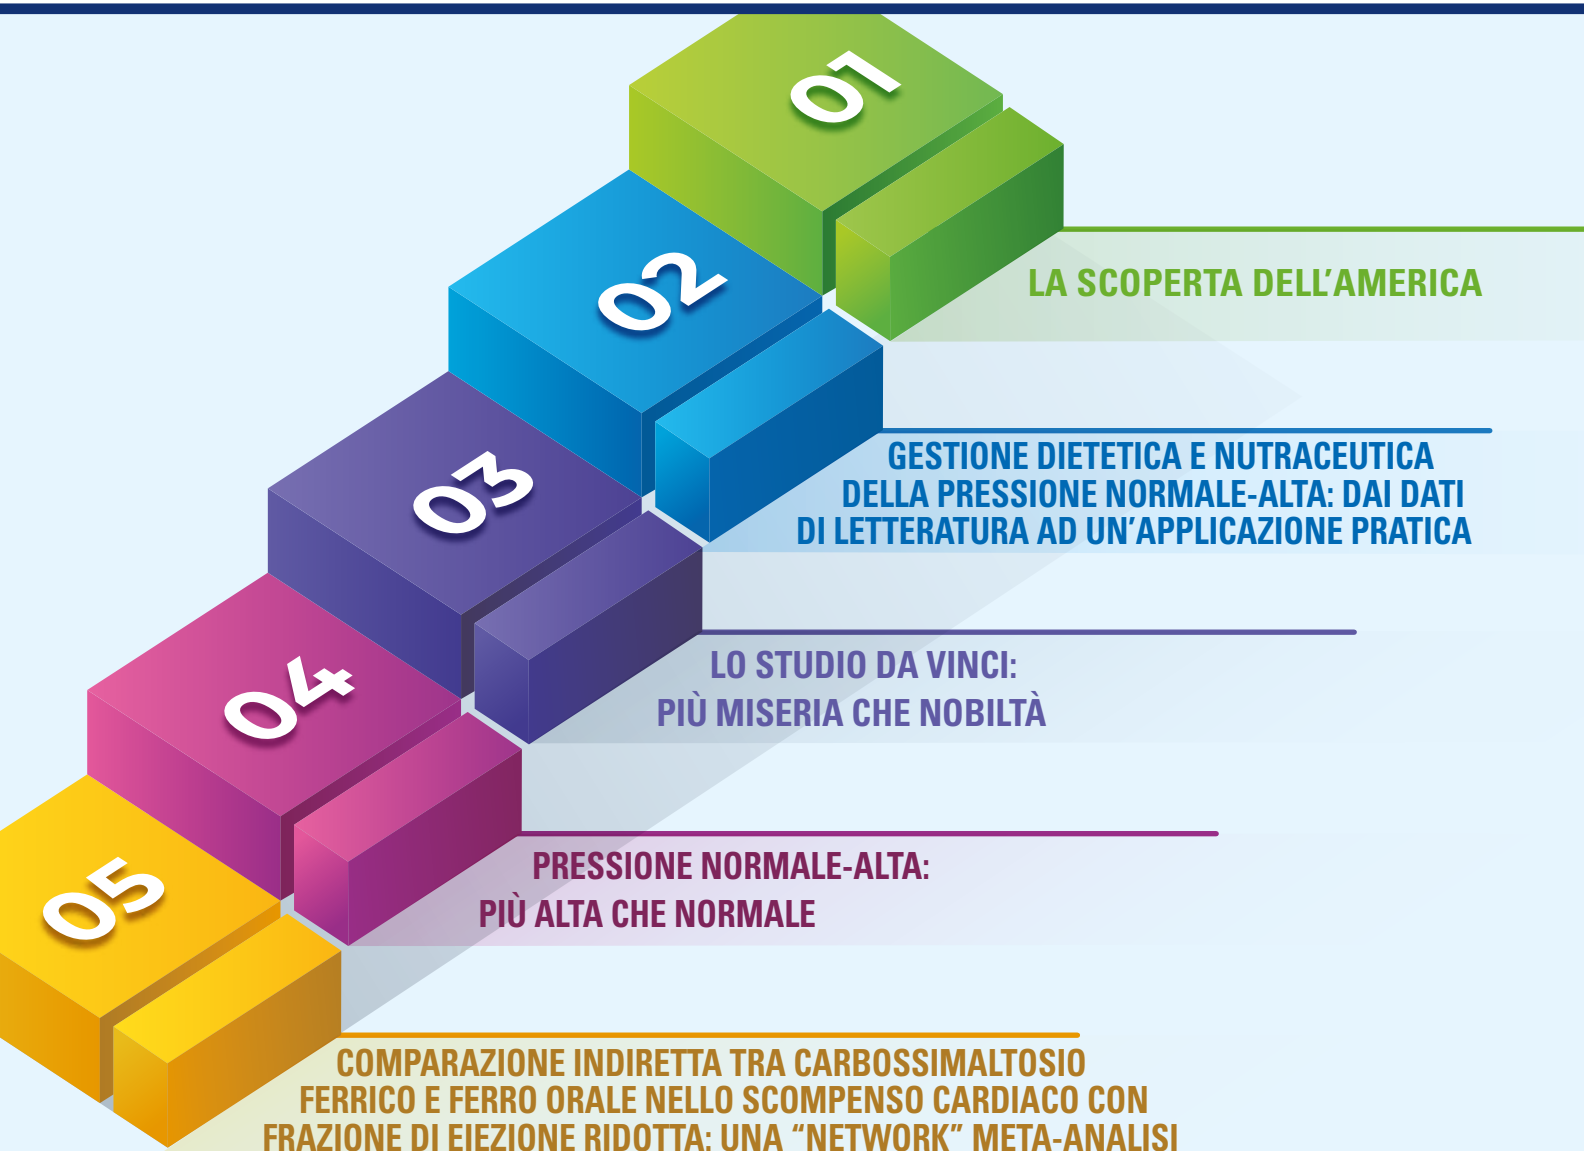 01
LA SCOPERTA DELL’AMERICA
02
GESTIONE DIETETICA E NUTRACEUTICA
DELLA PRESSIONE NORMALE-ALTA: DAI DATI
DI LETTERATURA AD UN’APPLICAZIONE PRATICA
03
LO STUDIO DA VINCI:
PIÙ MISERIA CHE NOBILTÀ
04
PRESSIONE NORMALE-ALTA:
PIÙ ALTA CHE NORMALE
05
COMPARAZIONE INDIRETTA TRA CARBOSSIMALTOSIO
FERRICO E FERRO ORALE NELLO SCOMPENSO CARDIACO CON
FRAZIONE DI EIEZIONE RIDOTTA: UNA “NETWORK” META-ANALISI